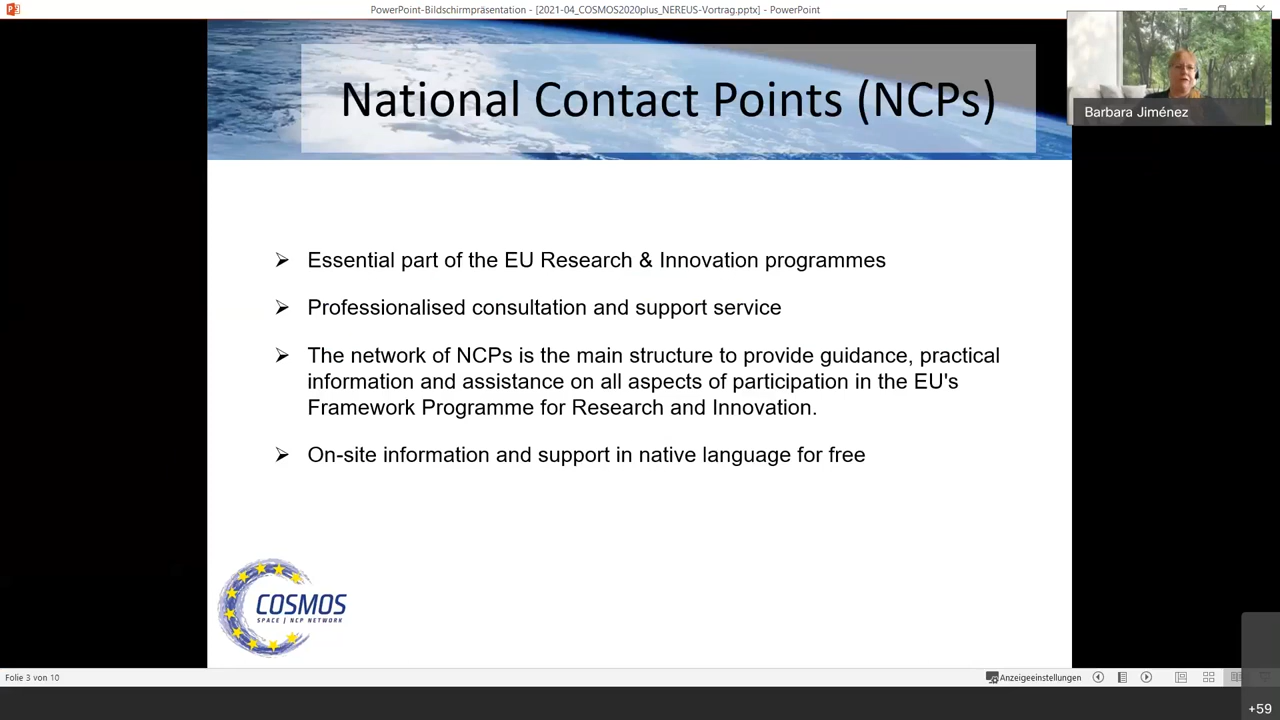 PowerPoint-Bildschirmpräsentation - [2021-04_COSMOS2020plus_NEREUS-Vortrag.pptx] - PowerPoint
National Contact Points (NCPs)
Barbara Jiménez
➢ Essential part of the EU Research & Innovation programmes
➢ Professionalised consultation and support service
➢ The network of NCPs is the main structure to provide guidance, practical
information and assistance on all aspects of participation in the EU's
Framework Programme for Research and Innovation.
➢ On-site information and support in native language for free
COSMOS
SPACE | NCP NETWORK
Folie 3 von 10
Anzeigeeinstellungen
+59